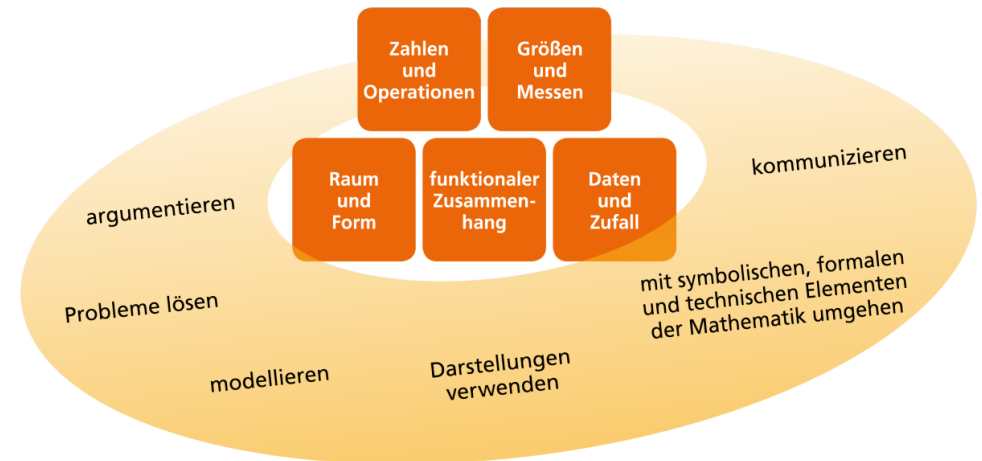 Zahlen
und
Operationen
Größen
und
Messen
Raum
und
Form
funktionaler
Zusammen-
hang
Daten
und
Zufall
argumentieren
kommunizieren
Probleme lösen
mit symbolischen, formalen
und technischen Elementen
der Mathematik umgehen
modellieren
Darstellungen
verwenden